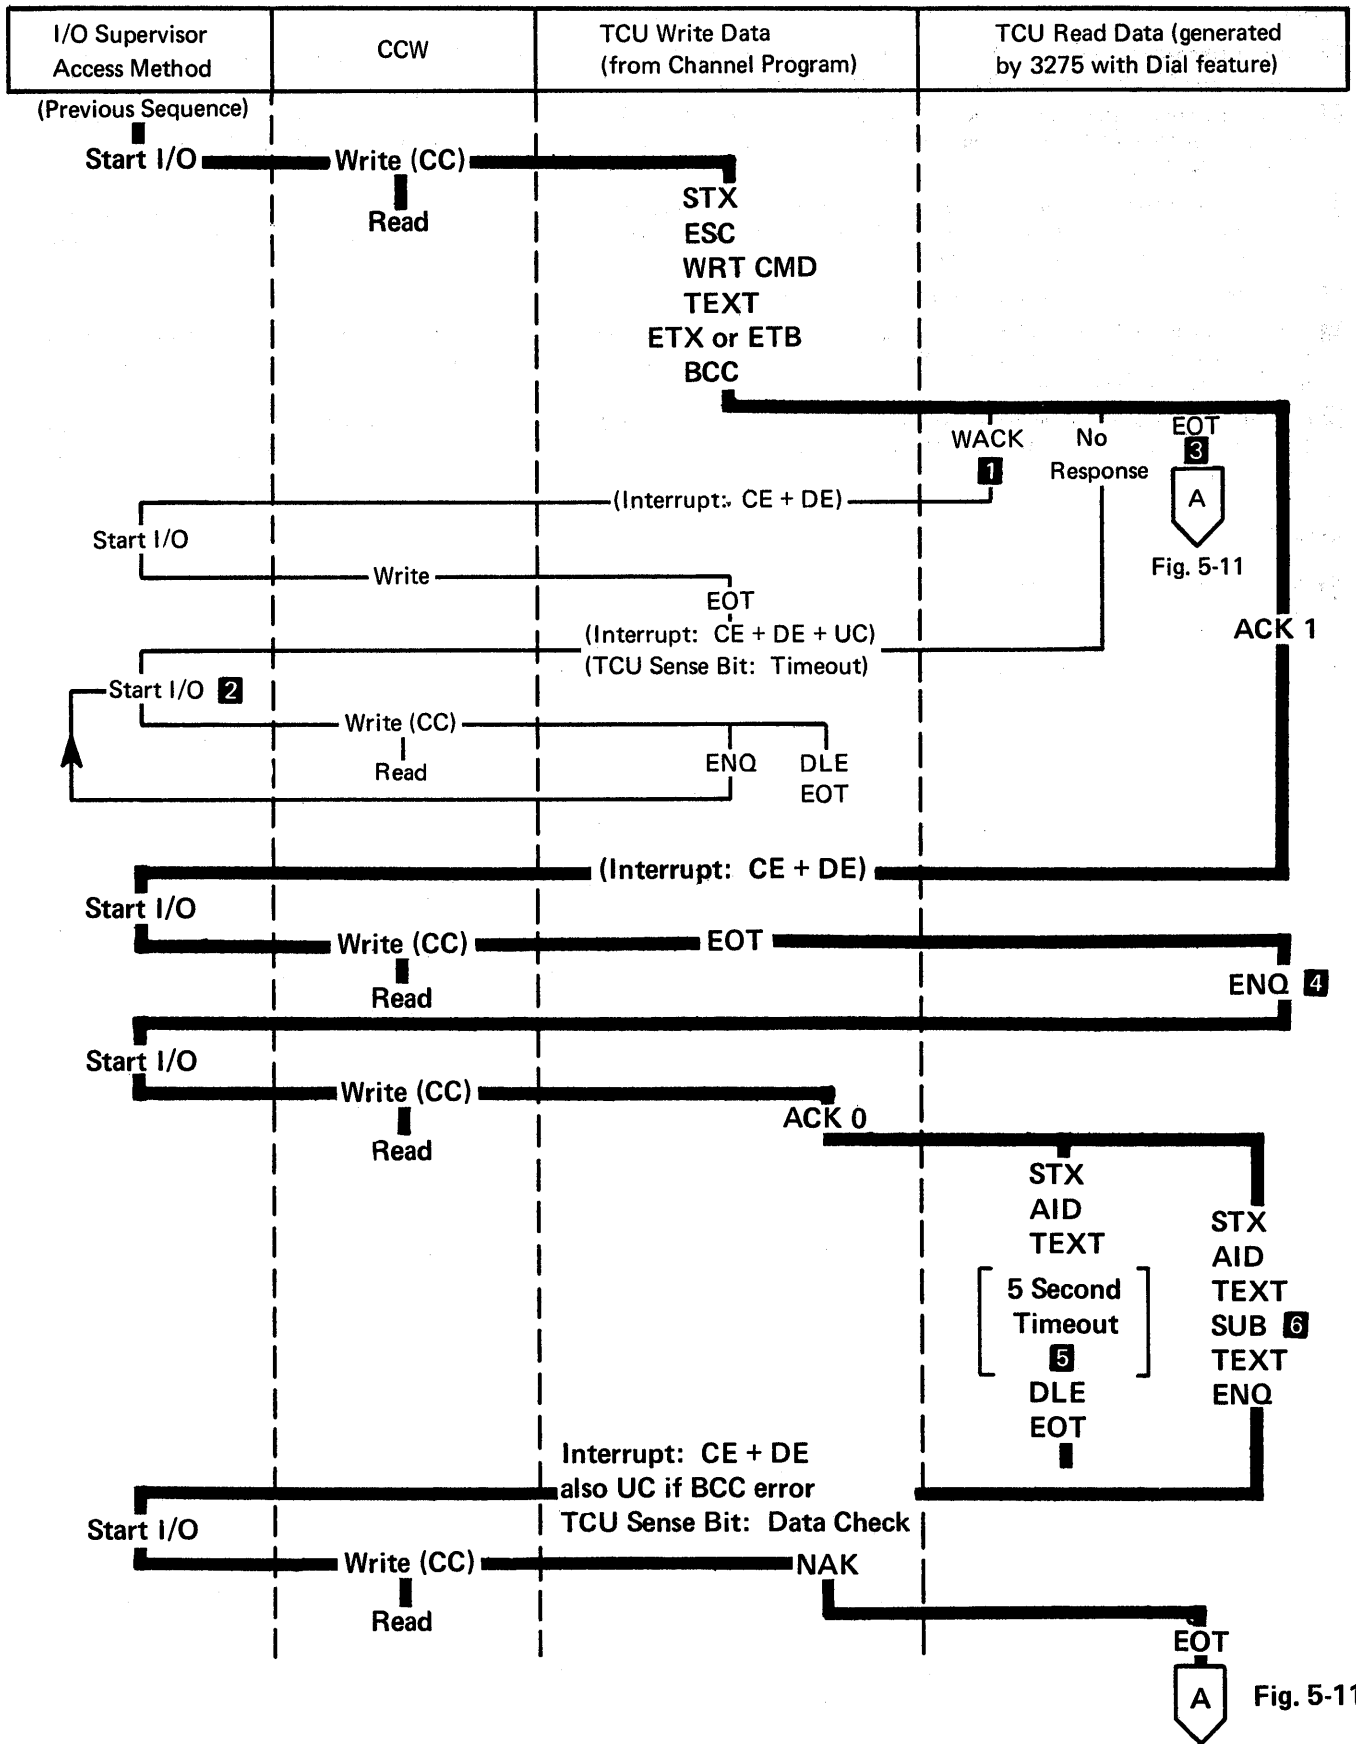 I/O Supervisor
Access Method
CCW
TCU Write Data
(from Channel Program)
TCU Read Data (generated
by 3275 with Dial feature)
(Previous Sequence)
Start I/O
Write (CC)
Read
STX
ESC
WRT CMD
TEXT
ETX or ETB
BCC
WACK
1
No
Response
EOT
3
A
Fig. 5-11
(Interrupt: CE + DE)
Start I/O
Write
EOT
ACK 1
(Interrupt: CE + DE + UC)
(TCU Sense Bit: Timeout)
Start I/O 2
Write (CC)
Read
ENQ
DLE
EOT
(Interrupt: CE + DE)
Start I/O
Write (CC)
EOT
Read
ENQ 4
Start I/O
Write (CC)
Read
ACK 0
STX
AID
TEXT
5 Second
Timeout
5
DLE
EOT
STX
AID
TEXT
SUB 6
TEXT
ENQ
Interrupt: CE + DE
also UC if BCC error
TCU Sense Bit: Data Check
Start I/O
Write (CC)
NAK
Read
EOT
A
Fig. 5-11